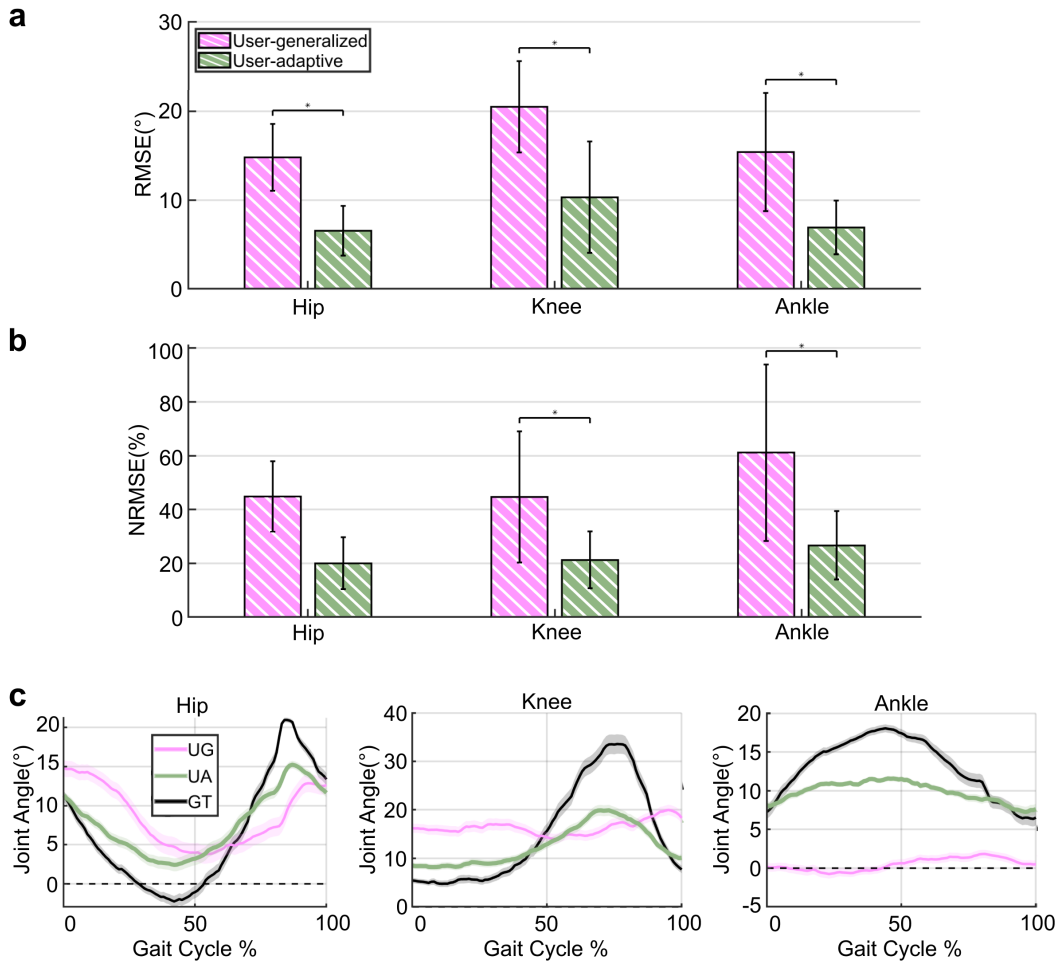 a
30
20
10
0
RMSE(°)
User-generalized
User-adaptive
*
*
*
Hip
Knee
Ankle
b
100
80
60
40
20
0
NRMSE(%)
*
*
Hip
Knee
Ankle
c
Hip
20
15
10
5
0
Joint Angle(°)
UG
UA
GT
0
50
100
Gait Cycle %
Knee
40
30
20
10
0
Joint Angle(°)
0
50
100
Gait Cycle %
Ankle
20
15
10
5
0
-5
Joint Angle(°)
0
50
100
Gait Cycle %